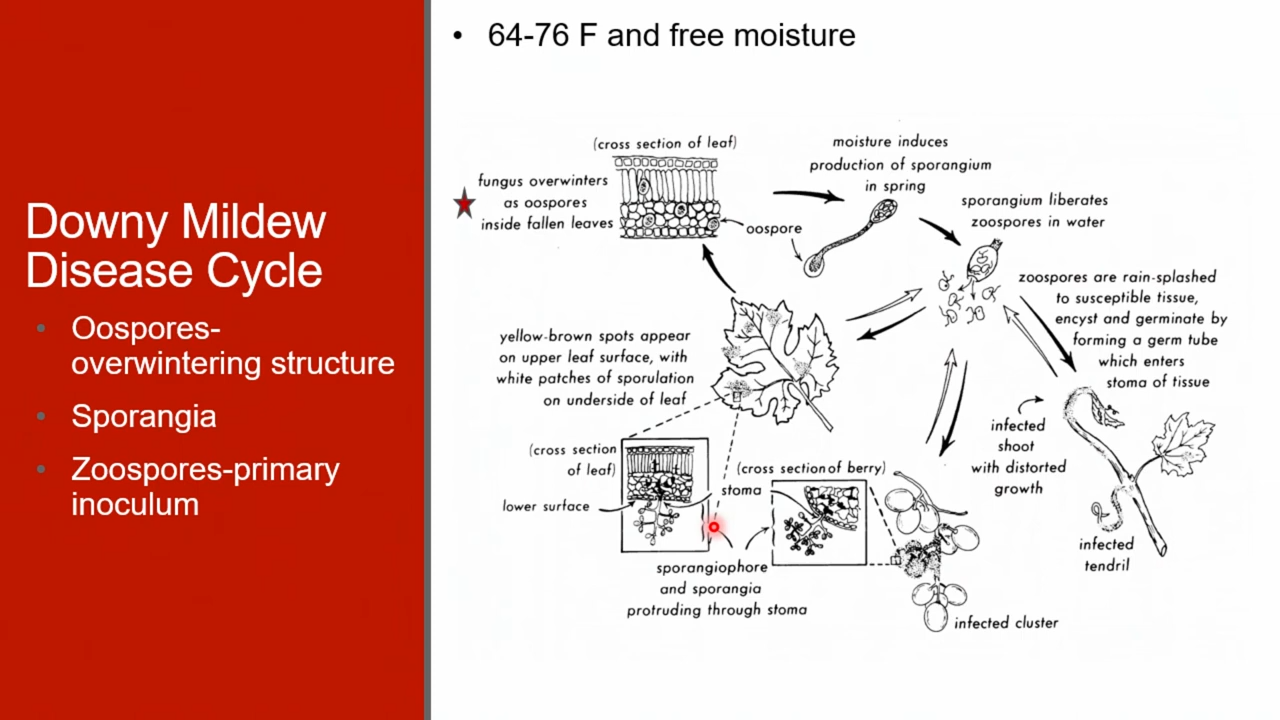 Downy Mildew
Disease Cycle
• Oospores-
overwintering structure
• Sporangia
• Zoospores-primary
inoculum
• 64-76 F and free moisture
(cross section of leaf)
fungus overwinters
as oospores
inside fallen leaves
oospore
moisture induces
production of sporangium
in spring
sporangium liberates
zoospores in water
zoospores are rain-splashed
to susceptible tissue,
encyst and germinate by
forming a germ tube
which enters
stoma of tissue
yellow-brown spots appear
on upper leaf surface, with
white patches of sporulation
on underside of leaf
(cross section
of leaf)
lower surface
stoma
(cross section of berry)
sporangiophore
and sporangia
protruding through stoma
infected
shoot
with distorted
growth
infected
tendril
infected cluster